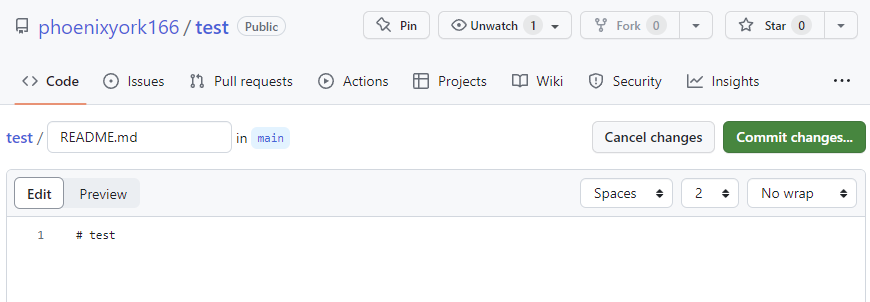 phoenixyork166 / test Public Pin Unwatch 1 Fork 0 Star 0
Code Issues Pull requests Actions Projects Wiki Security Insights ...
test / README.md in main Cancel changes Commit changes...
Edit Preview Spaces 2 No wrap
1 # test